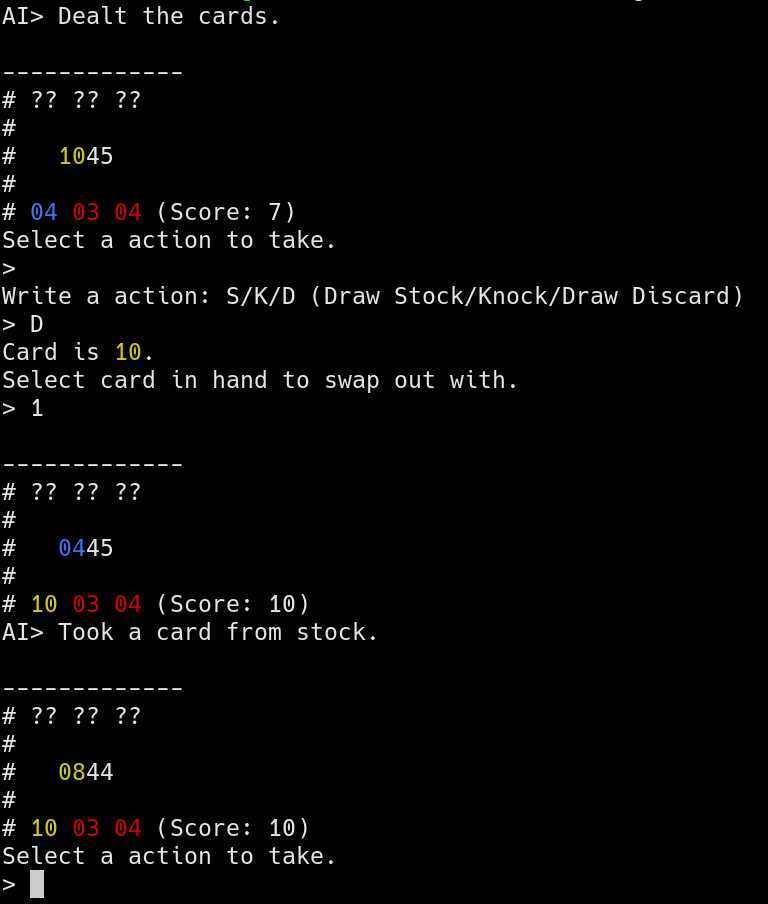 AI> Dealt the cards.
-------------
# ?? ?? ??
#
#   1045
#
# 04 03 04 (Score: 7)
Select a action to take.
>
Write a action: S/K/D (Draw Stock/Knock/Draw Discard)
> D
Card is 10.
Select card in hand to swap out with.
> 1
-------------
# ?? ?? ??
#
#   0445
#
# 10 03 04 (Score: 10)
AI> Took a card from stock.
-------------
# ?? ?? ??
#
#   0844
#
# 10 03 04 (Score: 10)
Select a action to take.
>